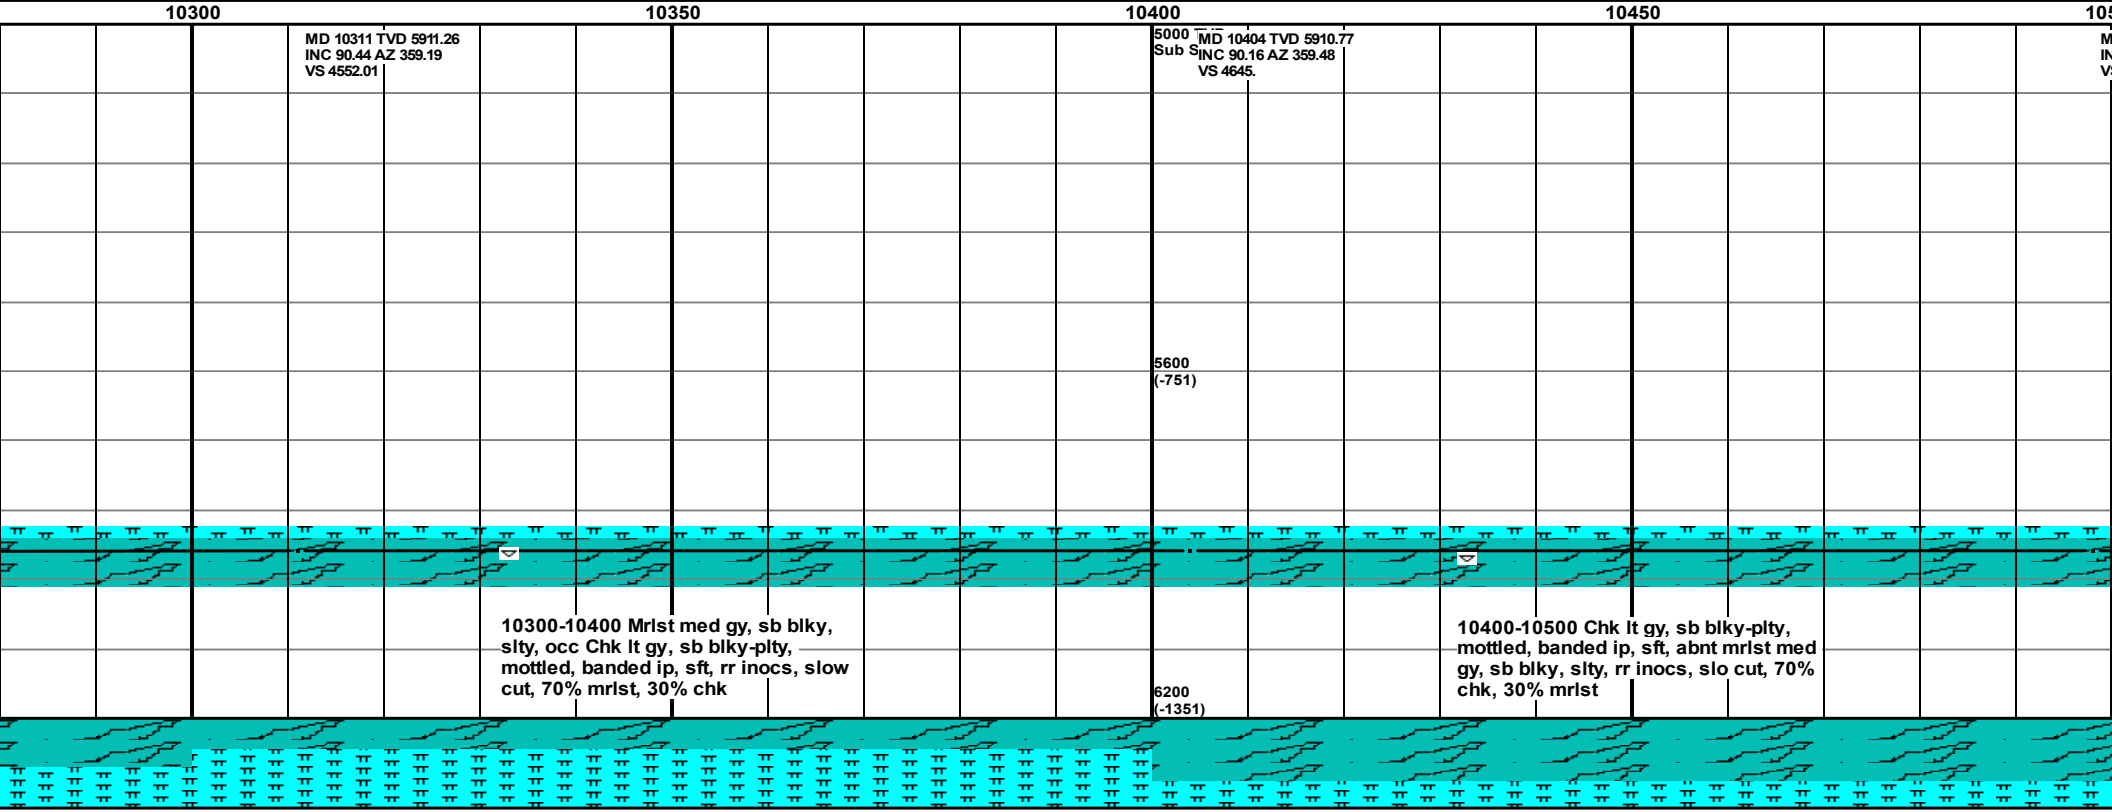 10300 10350 10400 10450 105
MD 10311 TVD 5911.26
INC 90.44 AZ 359.19
VS 4552.01
5000
Sub S
MD 10404 TVD 5910.77
INC 90.16 AZ 359.48
VS 4645.
M
IN
VS
5600
(-751)
10300-10400 Mrlst med gy, sb blky,
slty, occ Chk lt gy, sb blky-plty,
mottled, banded ip, sft, rr inocs, slow
cut, 70% mrlst, 30% chk
10400-10500 Chk lt gy, sb blky-plty,
mottled, banded ip, sft, abnt mrlst med
gy, sb blky, slty, rr inocs, slo cut, 70%
chk, 30% mrlst
6200
(-1351)